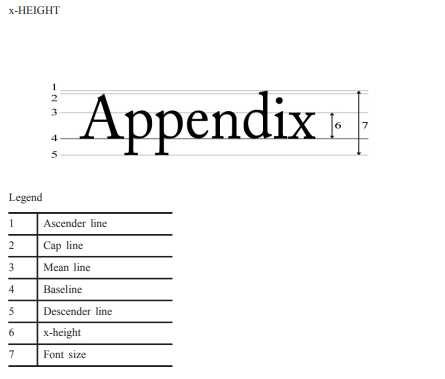 x-HEIGHT
1
2
3
Appendix
6
7
4
5
Legend
1 Ascender line
2 Cap line
3 Mean line
4 Baseline
5 Descender line
6 x-height
7 Font size